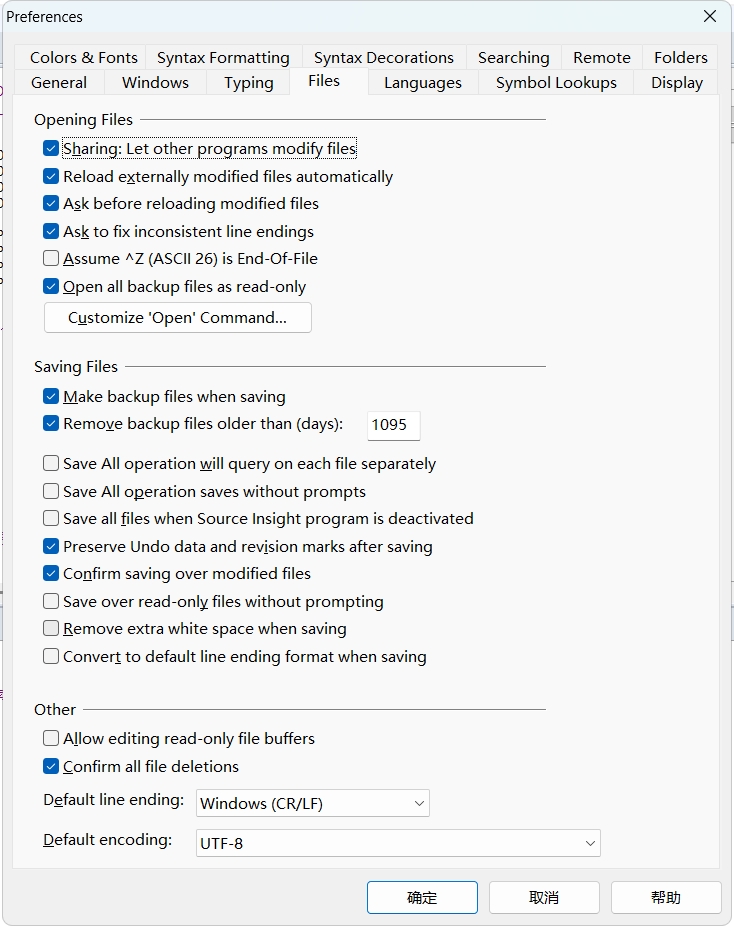 Preferences
Colors & Fonts Syntax Formatting Syntax Decorations Searching Remote Folders
General Windows Typing Files Languages Symbol Lookups Display
Opening Files
Sharing: Let other programs modify files
Reload externally modified files automatically
Ask before reloading modified files
Ask to fix inconsistent line endings
Assume ^Z (ASCII 26) is End-Of-File
Open all backup files as read-only
Customize 'Open' Command...
Saving Files
Make backup files when saving
Remove backup files older than (days): 1095
Save All operation will query on each file separately
Save All operation saves without prompts
Save all files when Source Insight program is deactivated
Preserve Undo data and revision marks after saving
Confirm saving over modified files
Save over read-only files without prompting
Remove extra white space when saving
Convert to default line ending format when saving
Other
Allow editing read-only file buffers
Confirm all file deletions
Default line ending: Windows (CR/LF)
Default encoding: UTF-8
确定 取消 帮助